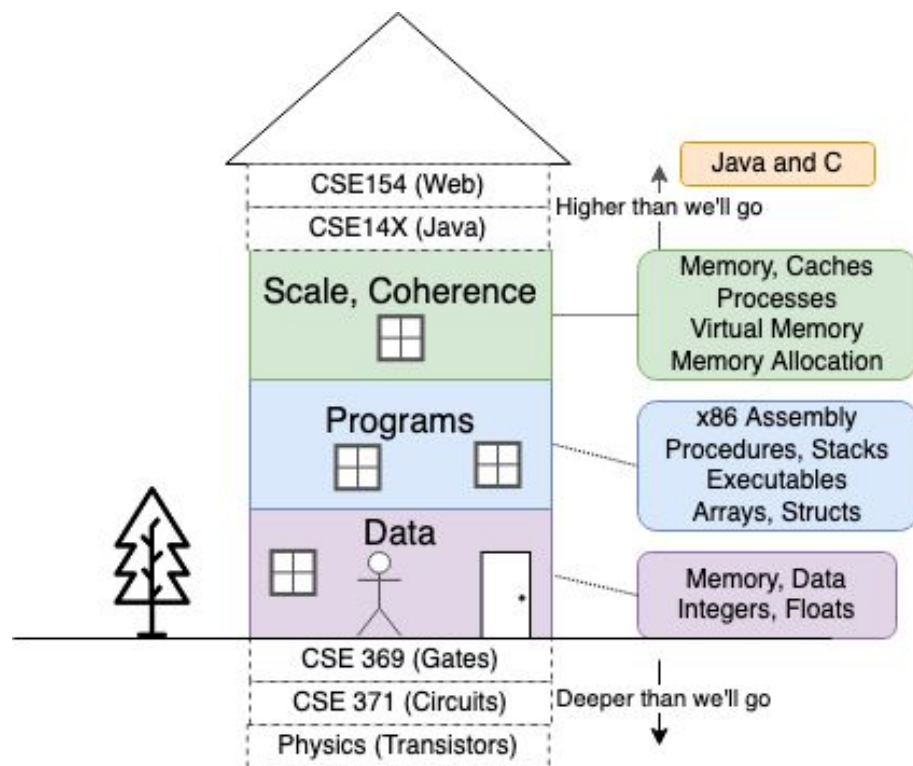 CSE154 (Web)
CSE14X (Java)
Java and C
Higher than we'll go
Scale, Coherence
Memory, Caches
Processes
Virtual Memory
Memory Allocation
Programs
x86 Assembly
Procedures, Stacks
Executables
Arrays, Structs
Data
Memory, Data
Integers, Floats
CSE 369 (Gates)
CSE 371 (Circuits)
Physics (Transistors)
Deeper than we'll go